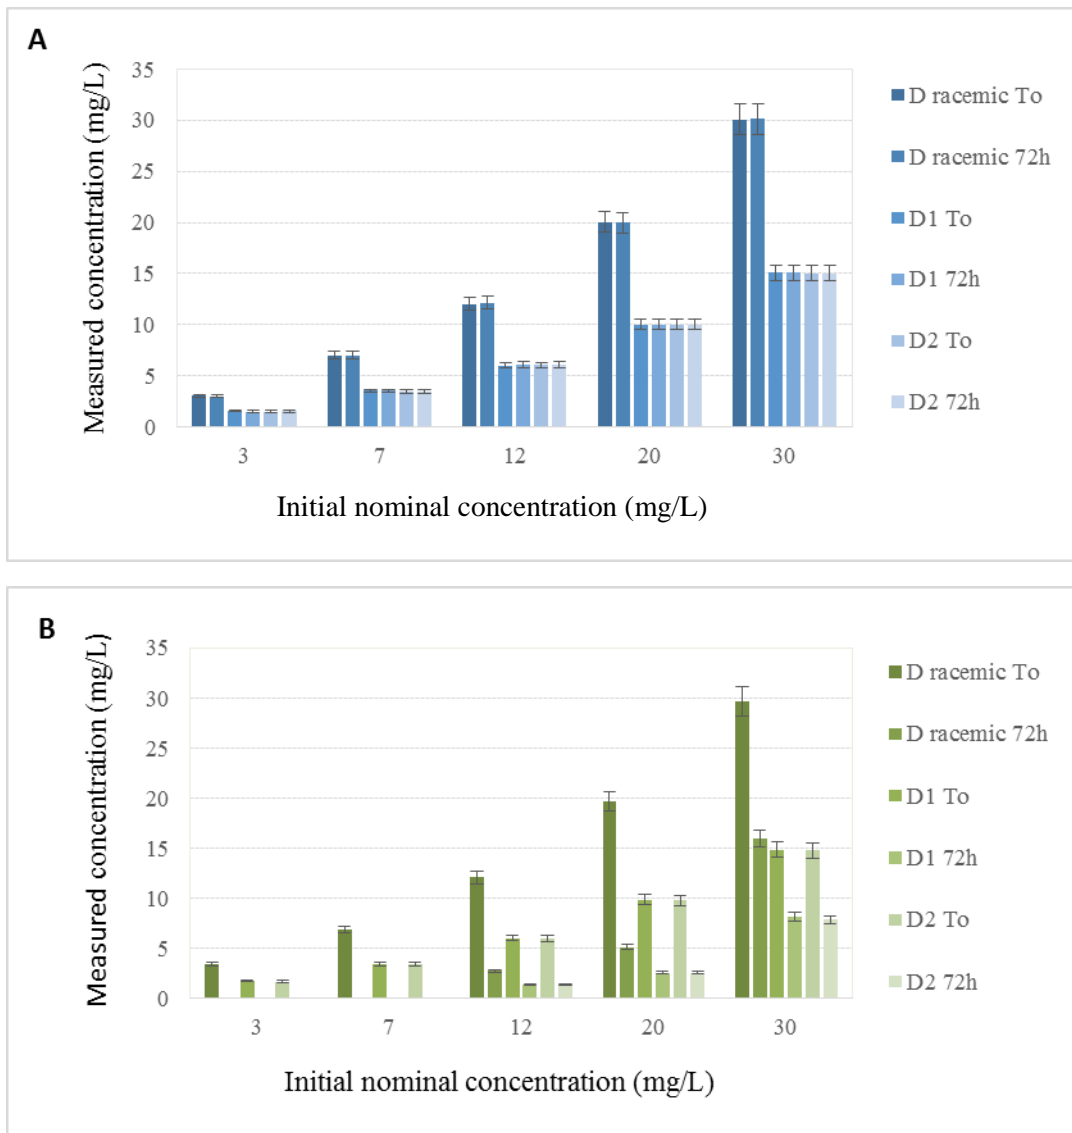 A
Measured concentration (mg/L)
35
30
25
20
15
10
5
0
3 7 12 20 30
Initial nominal concentration (mg/L)
D racemic To
D racemic 72h
D1 To
D1 72h
D2 To
D2 72h
B
Measured concentration (mg/L)
35
30
25
20
15
10
5
0
3 7 12 20 30
Initial nominal concentration (mg/L)
D racemic To
D racemic 72h
D1 To
D1 72h
D2 To
D2 72h